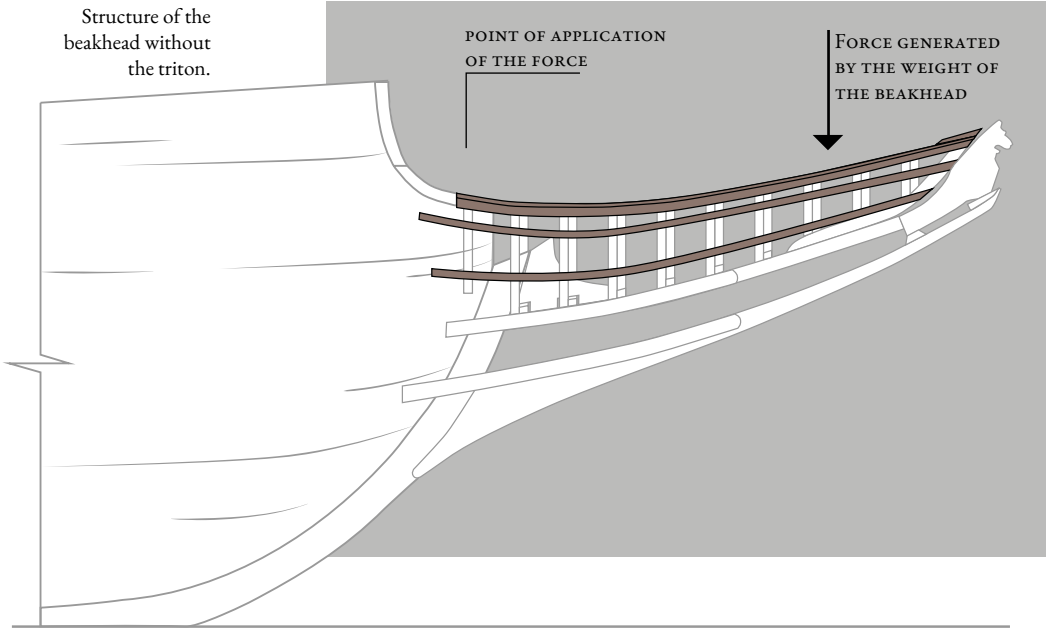 Structure of the
beakhead without
the triton.
POINT OF APPLICATION
OF THE FORCE
FORCE GENERATED
BY THE WEIGHT OF
THE BEAKHEAD